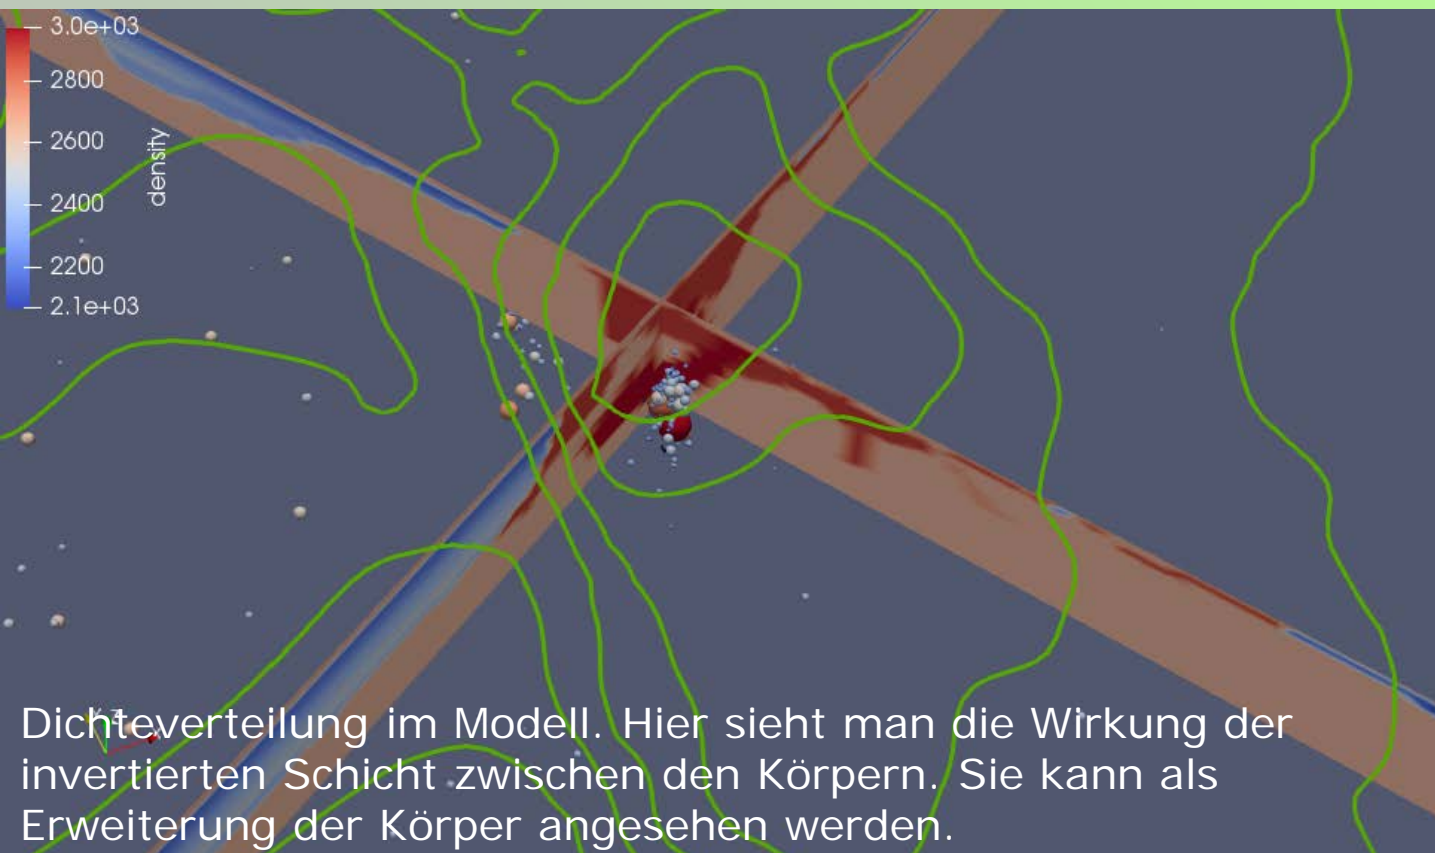 3.0e+03
2800
2600
2400
2200
2.1e+03
density
Dichteverteilung im Modell. Hier sieht man die Wirkung der
invertierten Schicht zwischen den Körpern. Sie kann als
Erweiterung der Körper angesehen werden.